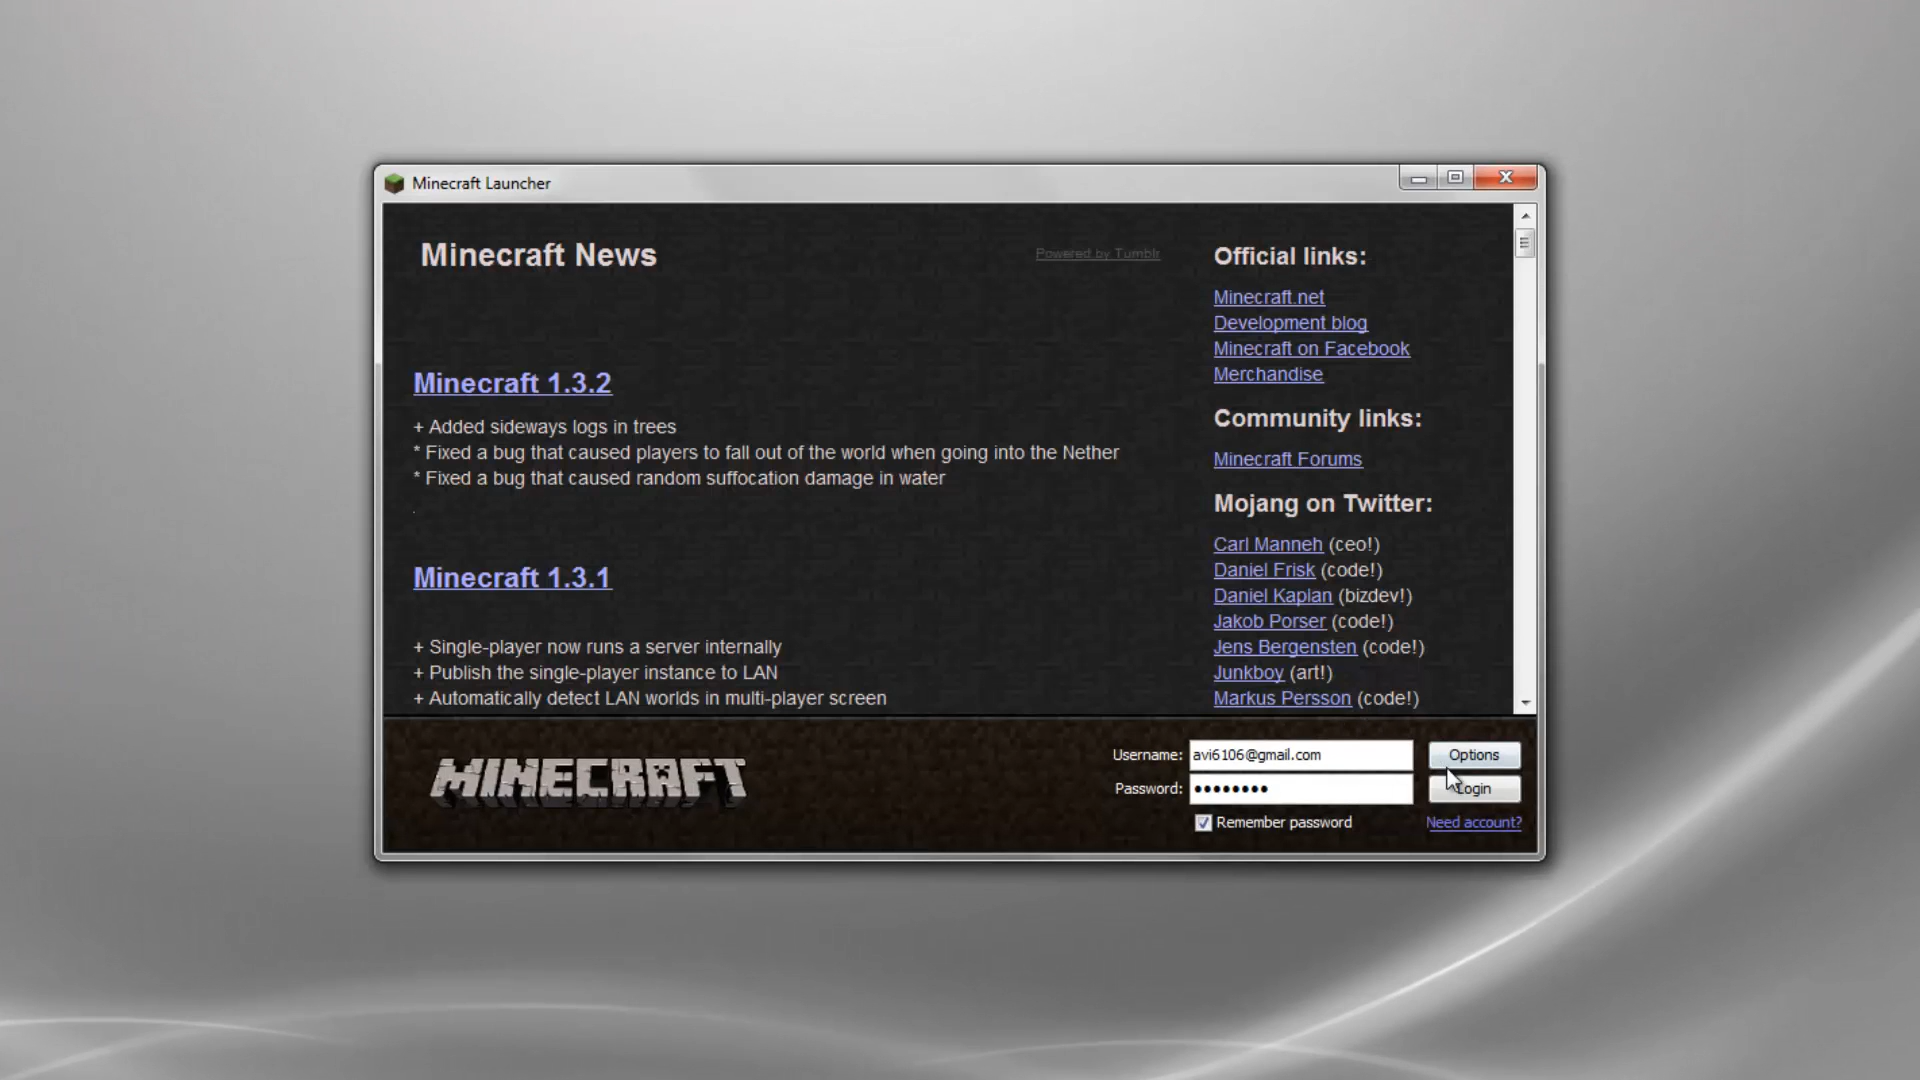 Minecraft Launcher
Minecraft News
Powered by Tumblr
Minecraft 1.3.2
+ Added sideways logs in trees
* Fixed a bug that caused players to fall out of the world when going into the Nether
* Fixed a bug that caused random suffocation damage in water
.
Minecraft 1.3.1
+ Single-player now runs a server internally
+ Publish the single-player instance to LAN
+ Automatically detect LAN worlds in multi-player screen
Official links:
Minecraft.net
Development blog
Minecraft on Facebook
Merchandise
Community links:
Minecraft Forums
Mojang on Twitter:
Carl Manneh (ceo!)
Daniel Frisk (code!)
Daniel Kaplan (bizdev!)
Jakob Porser (code!)
Jens Bergensten (code!)
Junkboy (art!)
Markus Persson (code!)
MINECRAFT
Username: avi6106@gmail.com Options
Password: •••••••• Login
Remember password Need account?